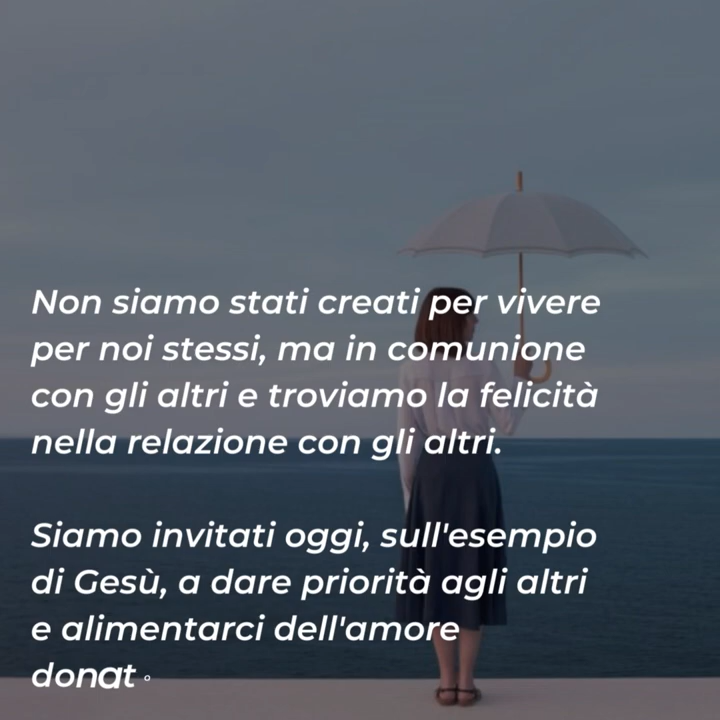 Non siamo stati creati per vivere
per noi stessi, ma in comunione
con gli altri e troviamo la felicità
nella relazione con gli altri.
Siamo invitati oggi, sull'esempio
di Gesù, a dare priorità agli altri
e alimentarci dell'amore